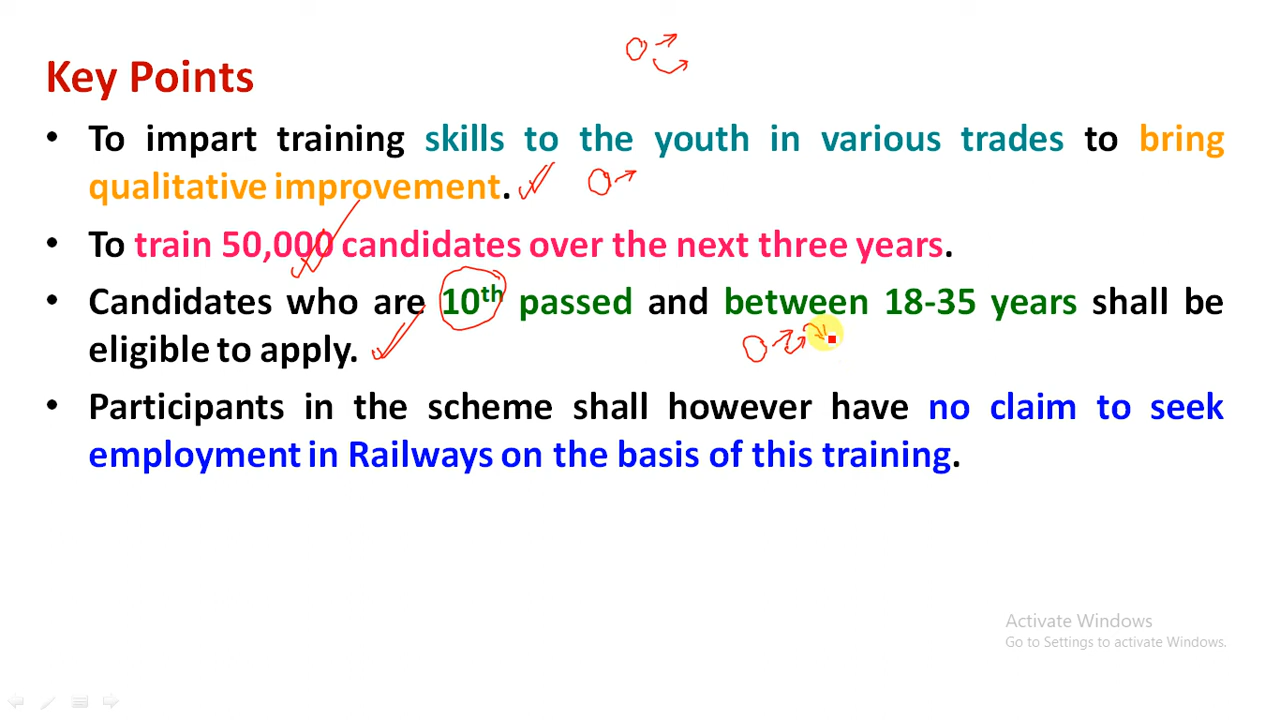 Key Points
• To impart training skills to the youth in various trades to bring
qualitative improvement.
• To train 50,000 candidates over the next three years.
• Candidates who are 10th passed and between 18-35 years shall be
eligible to apply.
• Participants in the scheme shall however have no claim to seek
employment in Railways on the basis of this training.
Activate Windows
Go to Settings to activate Windows.